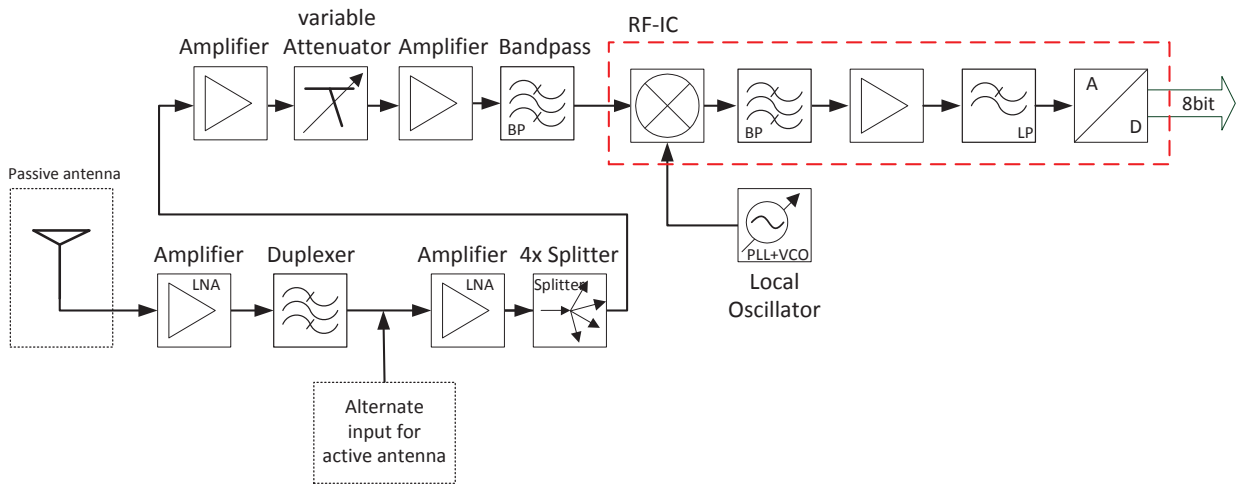 variable
Amplifier Attenuator Amplifier Bandpass
RF-IC
BP
BP
LP
A
D
8bit
Passive antenna
Amplifier Duplexer Amplifier 4x Splitter
LNA
LNA
Splitter
PLL+VCO
Local
Oscillator
Alternate
input for
active antenna